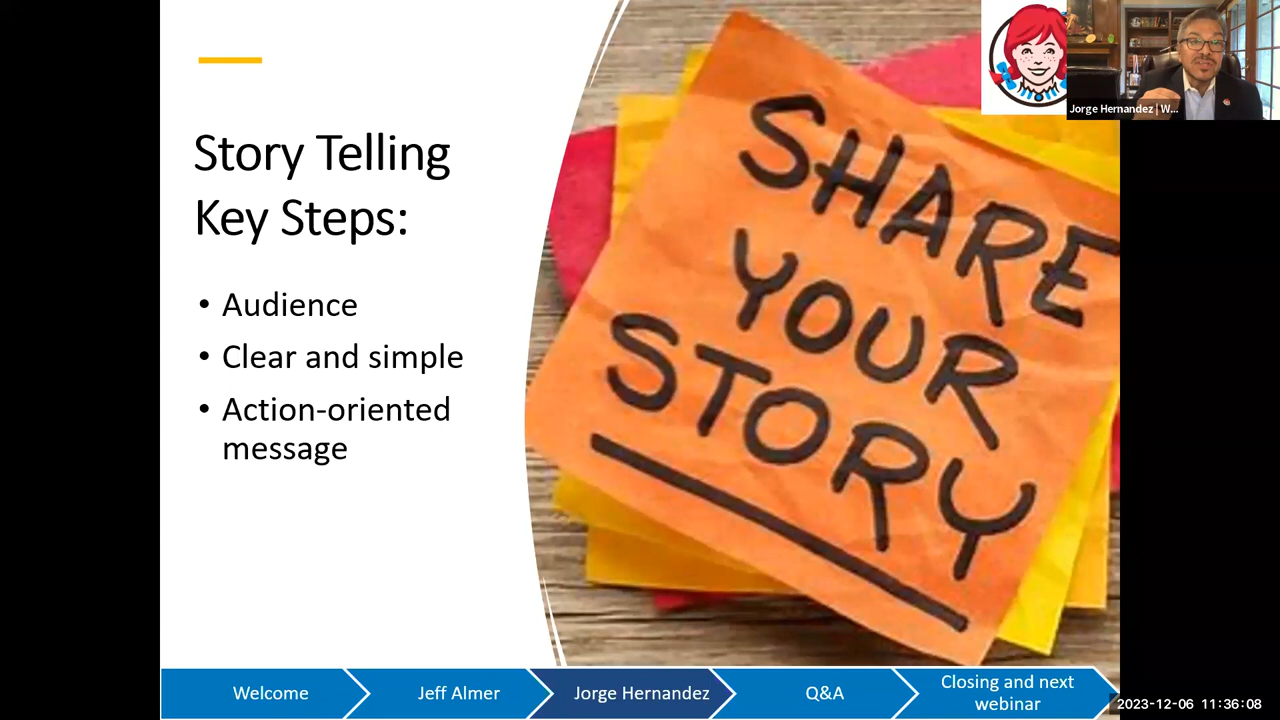 Story Telling
Key Steps:
• Audience
• Clear and simple
• Action-oriented
message
SHARE
YOUR
STORY
Jorge Hernandez | W...
Welcome
Jeff Almer
Jorge Hernandez
Q&A
Closing and next
webinar
2023-12-06 11:36:08